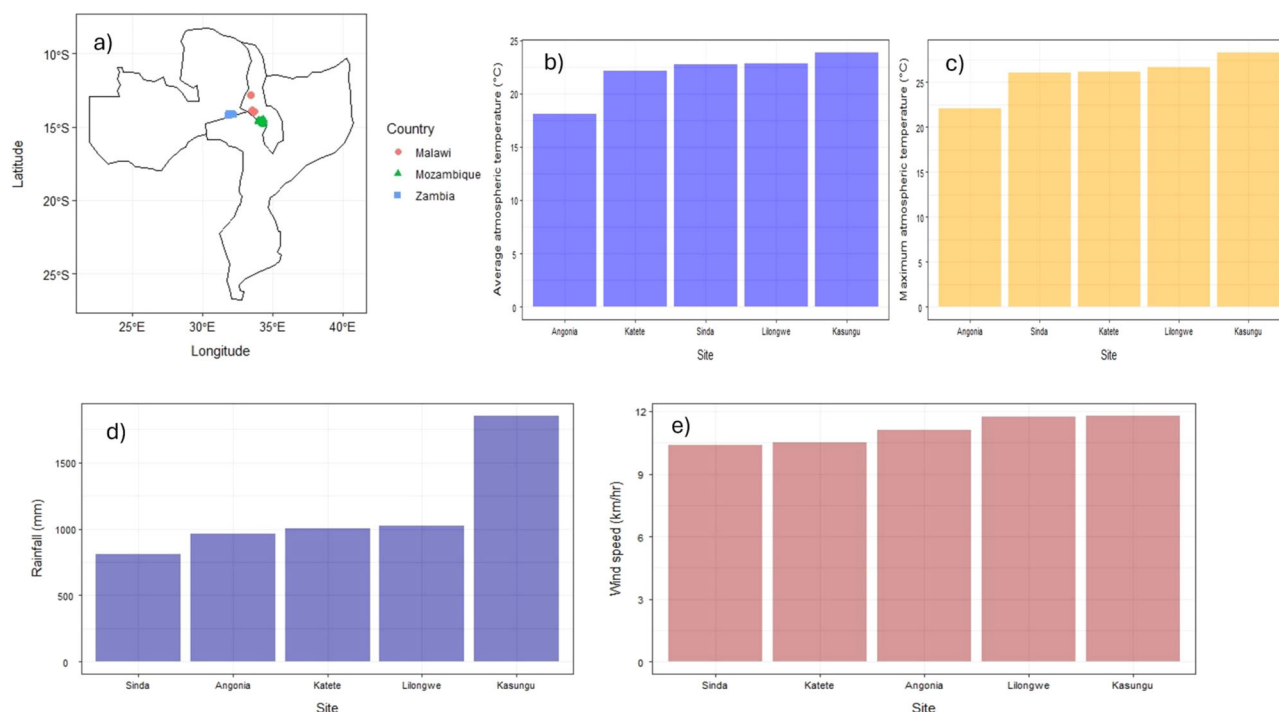 a)
10°S
15°S
20°S
25°S
Latitude
25°E
30°E
35°E
40°E
Longitude
Country
Malawi
Mozambique
Zambia
b)
Average atmospheric temperature (°C)
25
20
15
10
5
0
Angonia
Katete
Sinda
Lilongwe
Kasungu
Site
c)
Maximum atmospheric temperature (°C)
25
20
15
10
5
0
Angonia
Sinda
Katete
Lilongwe
Kasungu
Site
d)
Rainfall (mm)
1500
1000
500
0
Sinda
Angonia
Katete
Lilongwe
Kasungu
Site
e)
Wind speed (km/hr)
12
9
6
3
0
Sinda
Katete
Angonia
Lilongwe
Kasungu
Site